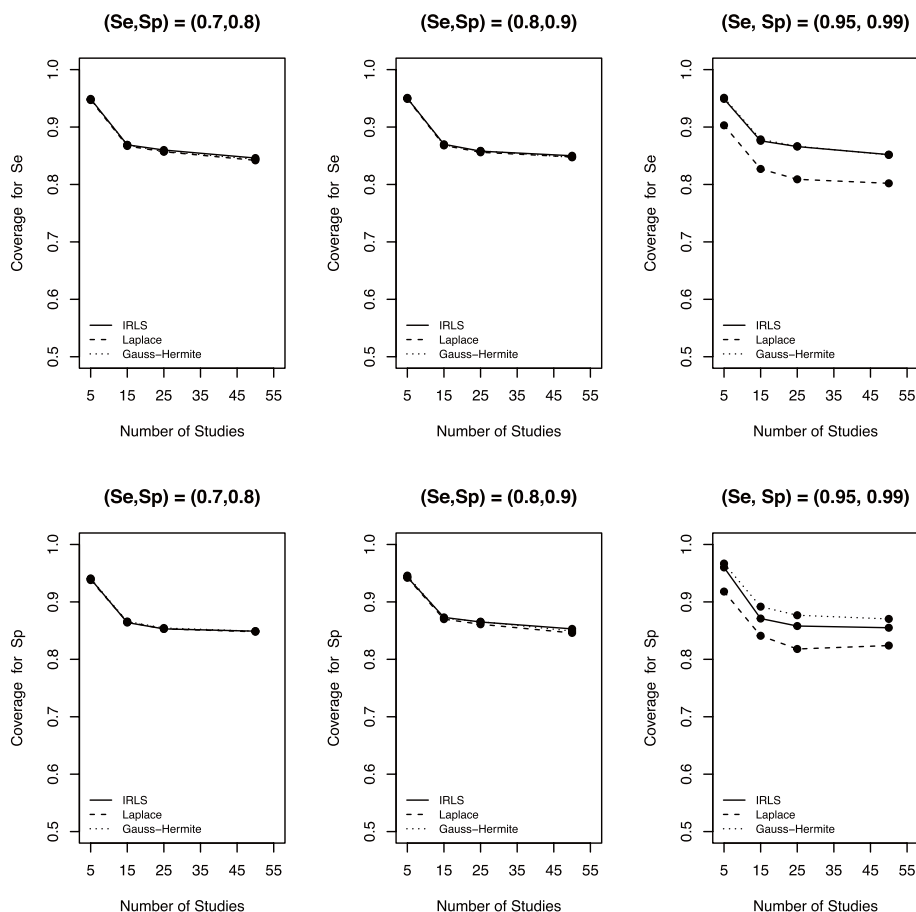 (Se,Sp) = (0.7,0.8)
Coverage for Se
1.0
0.9
0.8
0.7
0.6
0.5
IRLS
Laplace
Gauss−Hermite
5 15 25 35 45 55
Number of Studies
(Se,Sp) = (0.8,0.9)
Coverage for Se
1.0
0.9
0.8
0.7
0.6
0.5
IRLS
Laplace
Gauss−Hermite
5 15 25 35 45 55
Number of Studies
(Se, Sp) = (0.95, 0.99)
Coverage for Se
1.0
0.9
0.8
0.7
0.6
0.5
IRLS
Laplace
Gauss−Hermite
5 15 25 35 45 55
Number of Studies
(Se,Sp) = (0.7,0.8)
Coverage for Sp
1.0
0.9
0.8
0.7
0.6
0.5
IRLS
Laplace
Gauss−Hermite
5 15 25 35 45 55
Number of Studies
(Se,Sp) = (0.8,0.9)
Coverage for Sp
1.0
0.9
0.8
0.7
0.6
0.5
IRLS
Laplace
Gauss−Hermite
5 15 25 35 45 55
Number of Studies
(Se, Sp) = (0.95, 0.99)
Coverage for Sp
1.0
0.9
0.8
0.7
0.6
0.5
IRLS
Laplace
Gauss−Hermite
5 15 25 35 45 55
Number of Studies